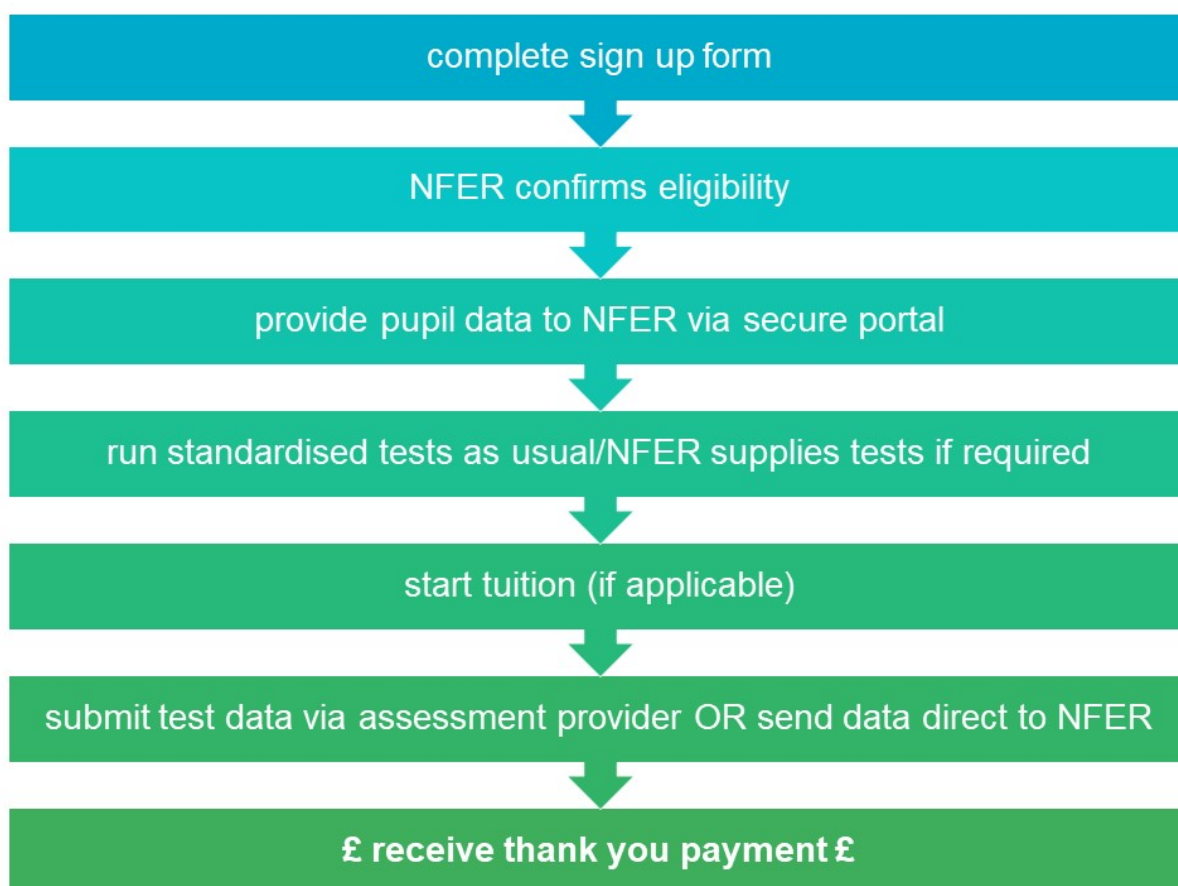 complete sign up form
NFER confirms eligibility
provide pupil data to NFER via secure portal
run standardised tests as usual/NFER supplies tests if required
start tuition (if applicable)
submit test data via assessment provider OR send data direct to NFER
£ receive thank you payment £